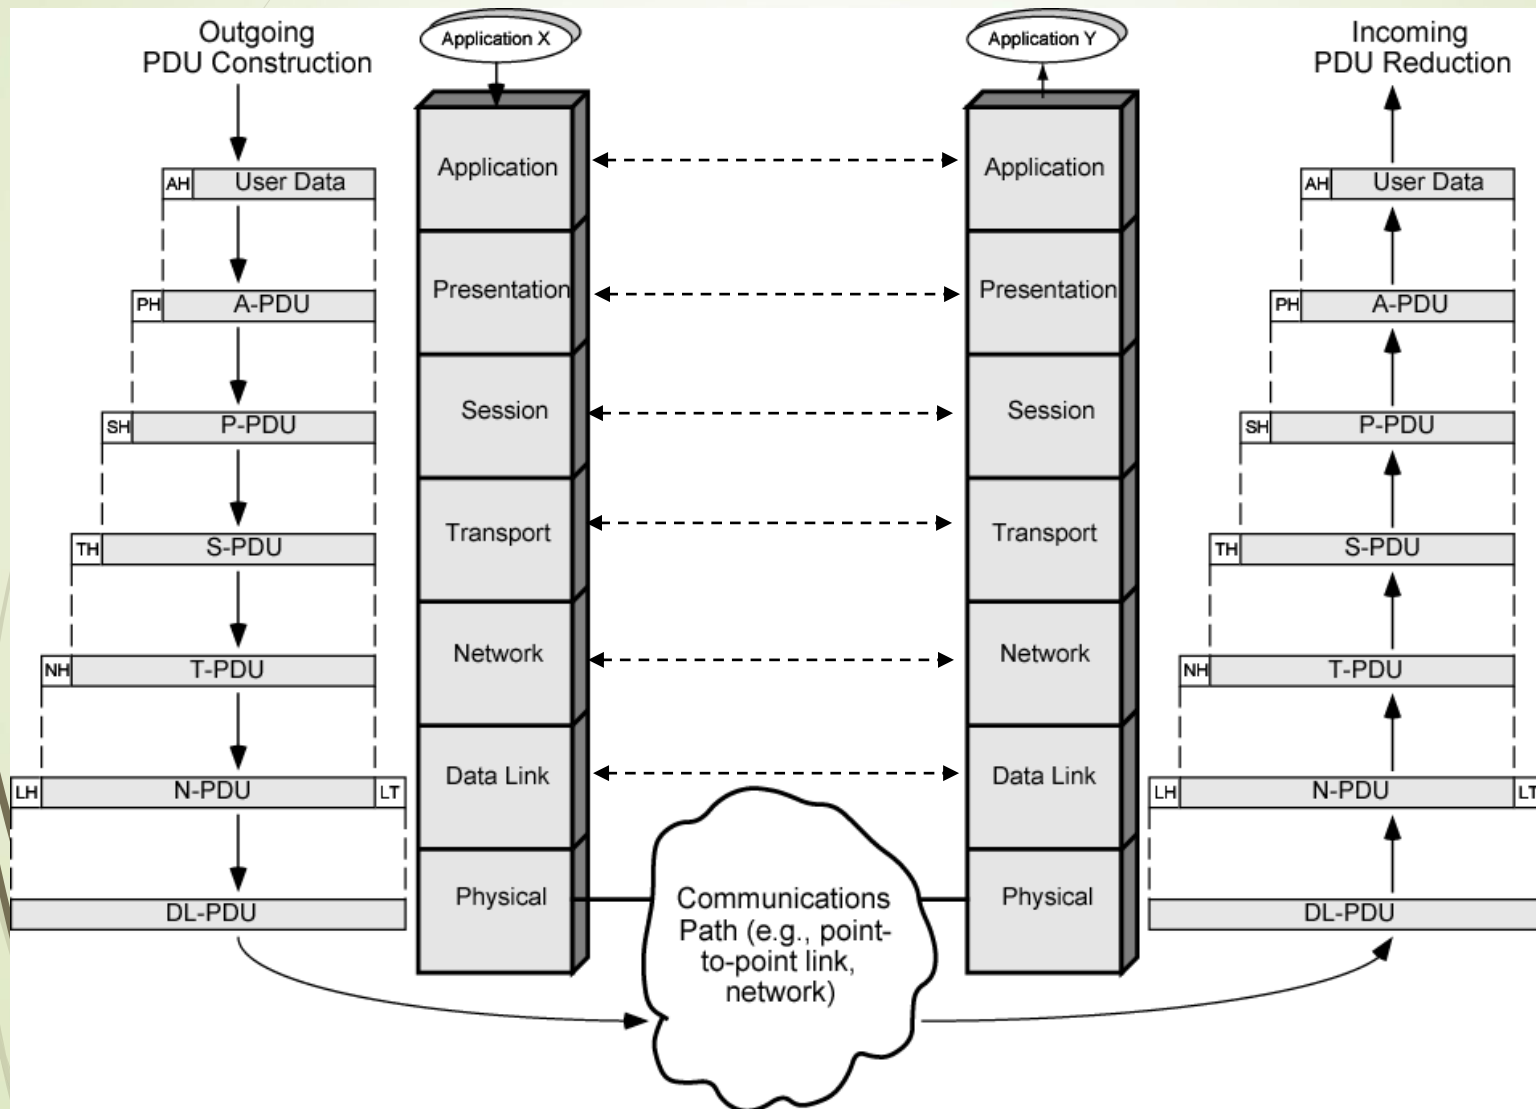 Outgoing
PDU Construction
Application X
Application Y
Incoming
PDU Reduction
AH User Data
Application
Application
AH User Data
PH A-PDU
Presentation
Presentation
PH A-PDU
SH P-PDU
Session
Session
SH P-PDU
TH S-PDU
Transport
Transport
TH S-PDU
NH T-PDU
Network
Network
NH T-PDU
LH N-PDU LT
Data Link
Data Link
LH N-PDU LT
DL-PDU
Physical
Communications
Path (e.g., point-
to-point link,
network)
Physical
DL-PDU